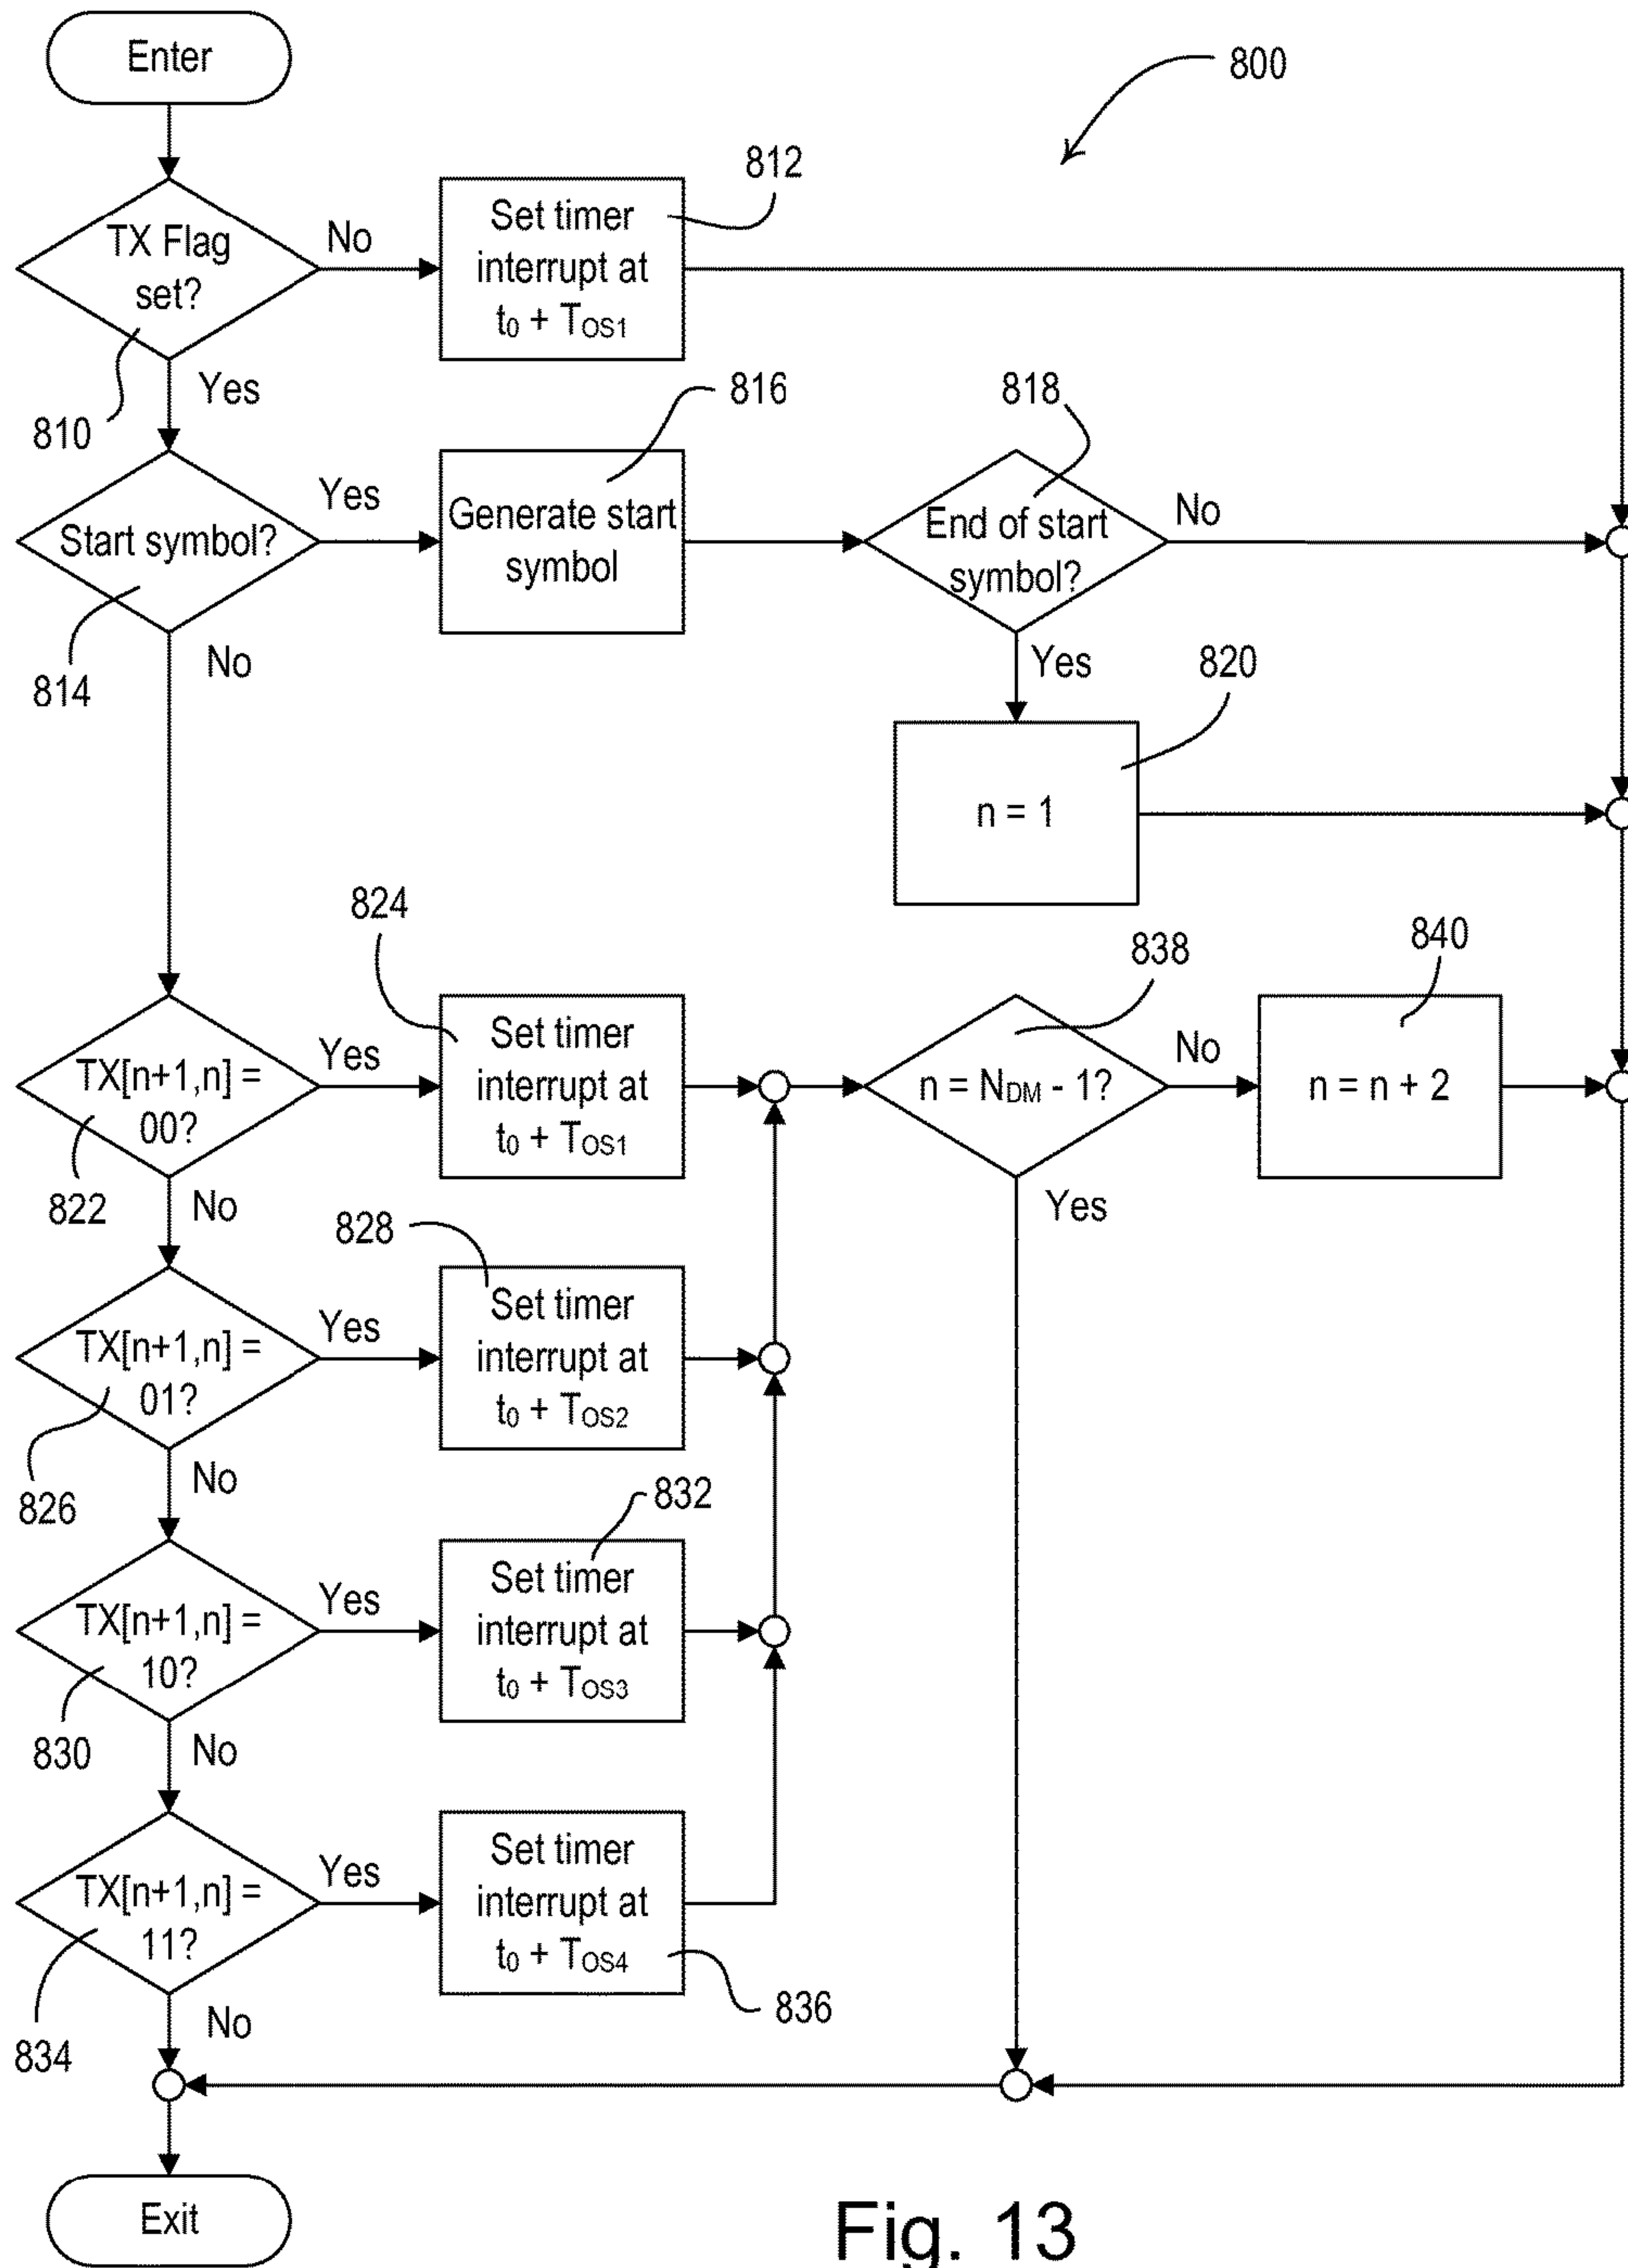 Enter
800
TX Flag
set?
No
Yes
810
Set timer
interrupt at
t₀ + TOS1
812
Start symbol?
Yes
No
814
Generate start
symbol
816
End of start
symbol?
818
No
Yes
n = 1
820
TX[n+1,n] =
00?
Yes
No
822
Set timer
interrupt at
t₀ + TOS1
824
n = NDM - 1?
838
No
Yes
n = n + 2
840
TX[n+1,n] =
01?
Yes
No
826
Set timer
interrupt at
t₀ + TOS2
828
TX[n+1,n] =
10?
Yes
No
830
Set timer
interrupt at
t₀ + TOS3
832
TX[n+1,n] =
11?
Yes
No
834
Set timer
interrupt at
t₀ + TOS4
836
Exit
Fig. 13